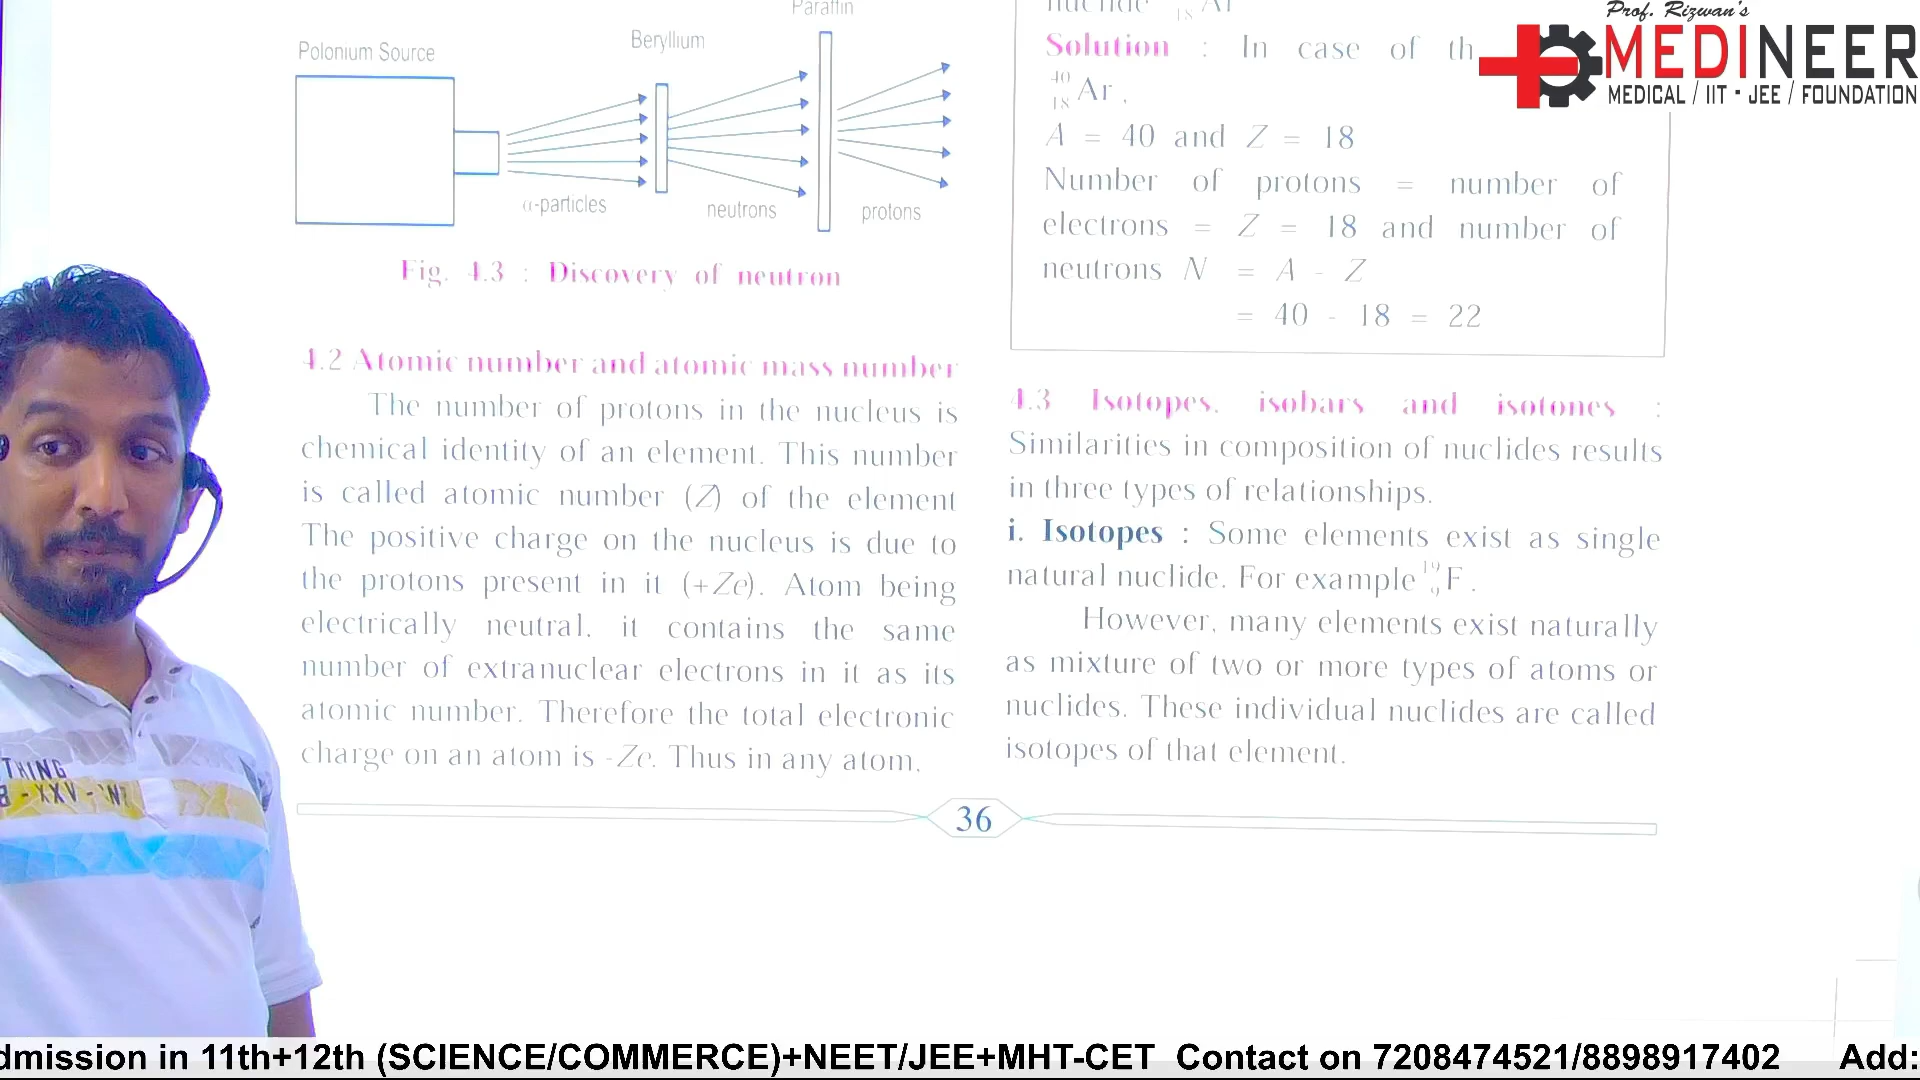 Paraffin
Beryllium
Polonium Source
α-particles
neutrons
protons
Fig. 4.3 : Discovery of neutron
4.2 Atomic number and atomic mass number
The number of protons in the nucleus is
chemical identity of an element. This number
is called atomic number (Z) of the element
The positive charge on the nucleus is due to
the protons present in it (+Ze). Atom being
electrically neutral, it contains the same
number of extranuclear electrons in it as its
atomic number. Therefore the total electronic
charge on an atom is -Ze. Thus in any atom,
nuclide 18 Ar
Solution : In case of th
40 18 Ar ,
A = 40 and Z = 18
Number of protons = number of
electrons = Z = 18 and number of
neutrons N = A - Z
= 40 - 18 = 22
4.3 Isotopes, isobars and isotones :
Similarities in composition of nuclides results
in three types of relationships.
i. Isotopes : Some elements exist as single
natural nuclide. For example 19 9 F .
However, many elements exist naturally
as mixture of two or more types of atoms or
nuclides. These individual nuclides are called
isotopes of that element.
36
Prof. Rizwan's
MEDINEER
MEDICAL / IIT - JEE / FOUNDATION
THING
dmission in 11th+12th (SCIENCE/COMMERCE)+NEET/JEE+MHT-CET Contact on 7208474521/8898917402 Add: